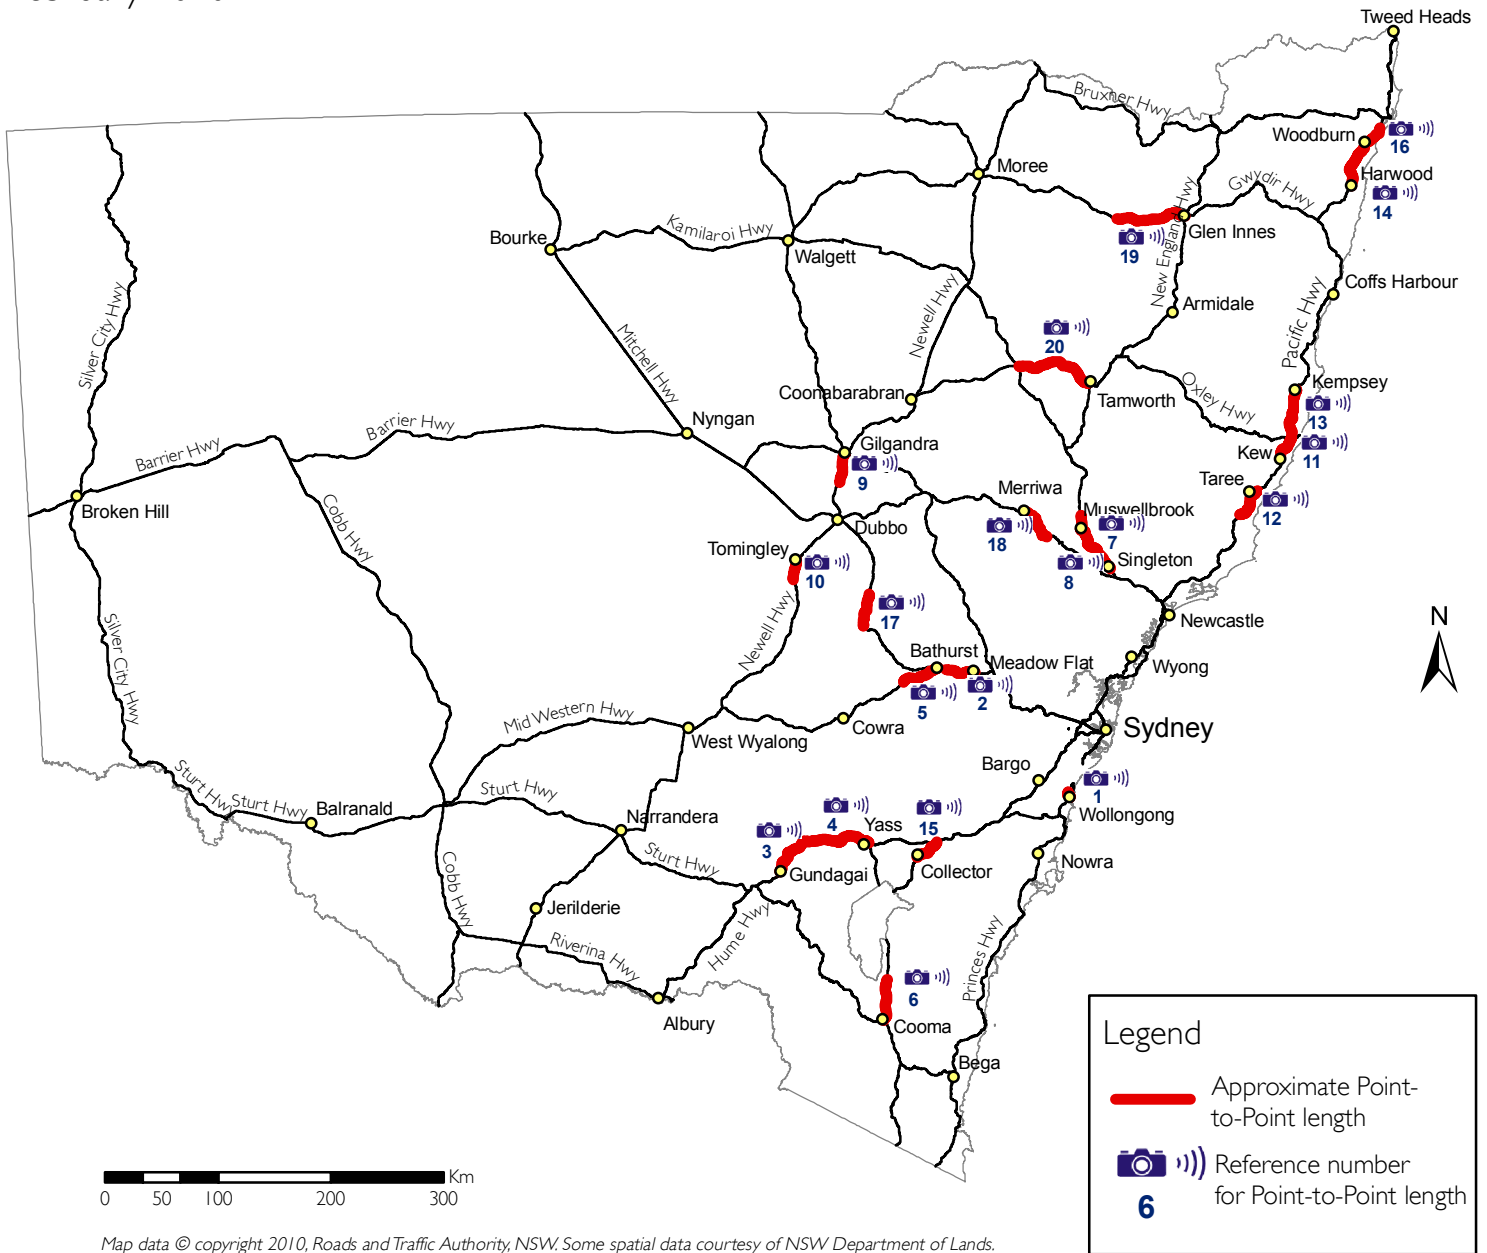 Tweed Heads
Bruxner Hwy
Woodburn
16
Moree
Harwood
Gwydir Hwy
14
Kamilaroi Hwy
Bourke
Walgett
19
New England Hwy
Glen Innes
Silver City Hwy
Newell Hwy
Armidale
Pacific Hwy
Coffs Harbour
Mitchell Hwy
20
Coonabarabran
Tamworth
Oxley Hwy
Kempsey
13
Nyngan
Barrier Hwy
Barrier Hwy
Gilgandra
9
Kew
11
Taree
12
Merriwa
18
Muswellbrook
7
Broken Hill
Cobb Hwy
Dubbo
Tomingley
10
8
Singleton
17
Newcastle
Silver City Hwy
Newell Hwy
Bathurst
Meadow Flat
Wyong
5
2
Mid Western Hwy
West Wyalong
Cowra
Sydney
Bargo
1
Wollongong
Sturt Hwy
Sturt Hwy
Balranald
Sturt Hwy
Narrandera
3
4
Yass
15
Sturt Hwy
Gundagai
Collector
Nowra
Cobb Hwy
Jerilderie
Riverina Hwy
Hume Hwy
Princes Hwy
6
Albury
Cooma
Bega
N
Legend
Approximate Point-
to-Point length
Reference number
for Point-to-Point length
6
Km
0 50 100 200 300
Map data © copyright 2010, Roads and Traffic Authority, NSW. Some spatial data courtesy of NSW Department of Lands.